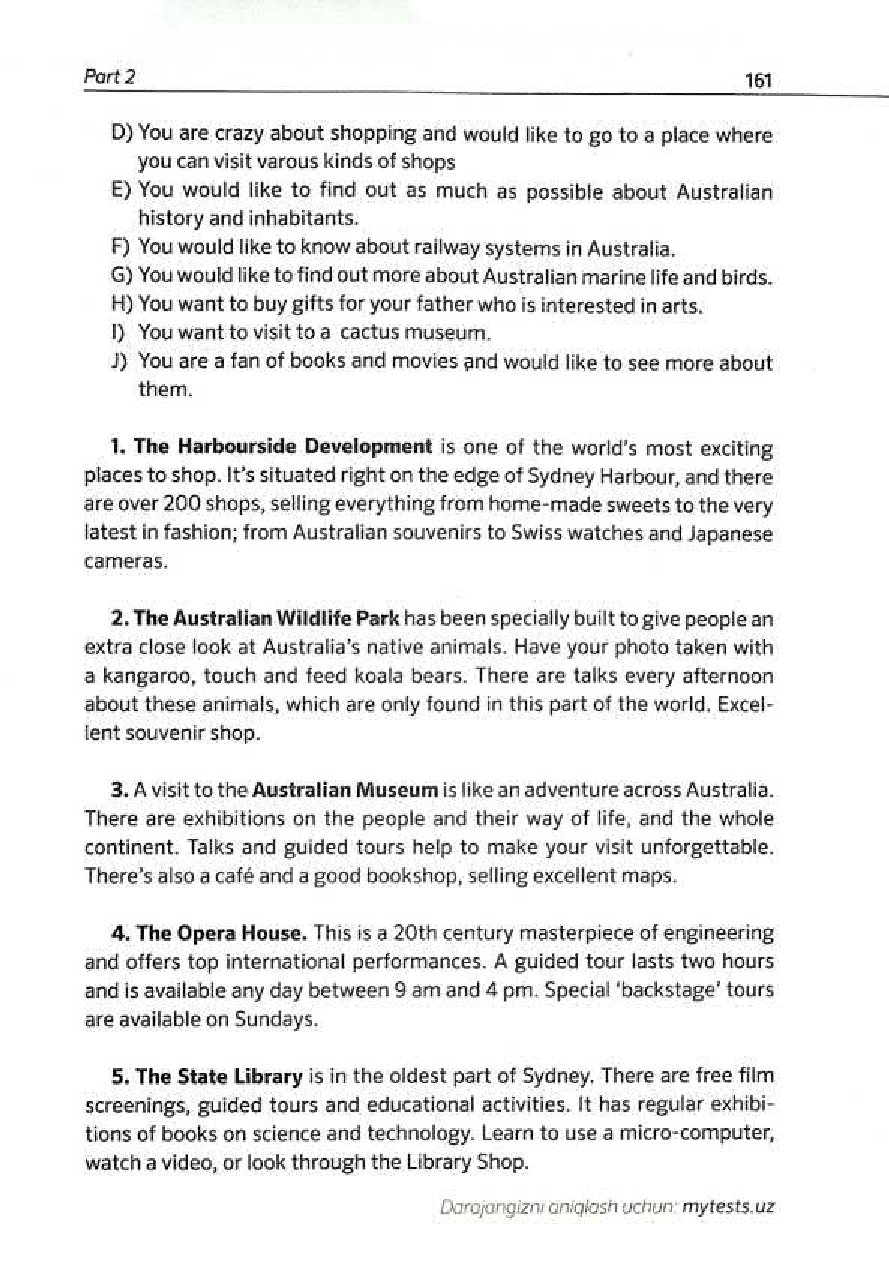 Part 2 161
D) You are crazy about shopping and would like to go to a place where
you can visit varous kinds of shops
E) You would like to find out as much as possible about Australian
history and inhabitants.
F) You would like to know about railway systems in Australia.
G) You would like to find out more about Australian marine life and birds.
H) You want to buy gifts for your father who is interested in arts.
I) You want to visit to a cactus museum.
J) You are a fan of books and movies and would like to see more about
them.
1. The Harbourside Development is one of the world's most exciting
places to shop. It's situated right on the edge of Sydney Harbour, and there
are over 200 shops, selling everything from home-made sweets to the very
latest in fashion; from Australian souvenirs to Swiss watches and Japanese
cameras.
2. The Australian Wildlife Park has been specially built to give people an
extra close look at Australia's native animals. Have your photo taken with
a kangaroo, touch and feed koala bears. There are talks every afternoon
about these animals, which are only found in this part of the world. Excel-
lent souvenir shop.
3. A visit to the Australian Museum is like an adventure across Australia.
There are exhibitions on the people and their way of life, and the whole
continent. Talks and guided tours help to make your visit unforgettable.
There's also a café and a good bookshop, selling excellent maps.
4. The Opera House. This is a 20th century masterpiece of engineering
and offers top international performances. A guided tour lasts two hours
and is available any day between 9 am and 4 pm. Special 'backstage' tours
are available on Sundays.
5. The State Library is in the oldest part of Sydney. There are free film
screenings, guided tours and educational activities. It has regular exhibi-
tions of books on science and technology. Learn to use a micro-computer,
watch a video, or look through the Library Shop.
Darajangizni aniqlash uchun: mytests.uz